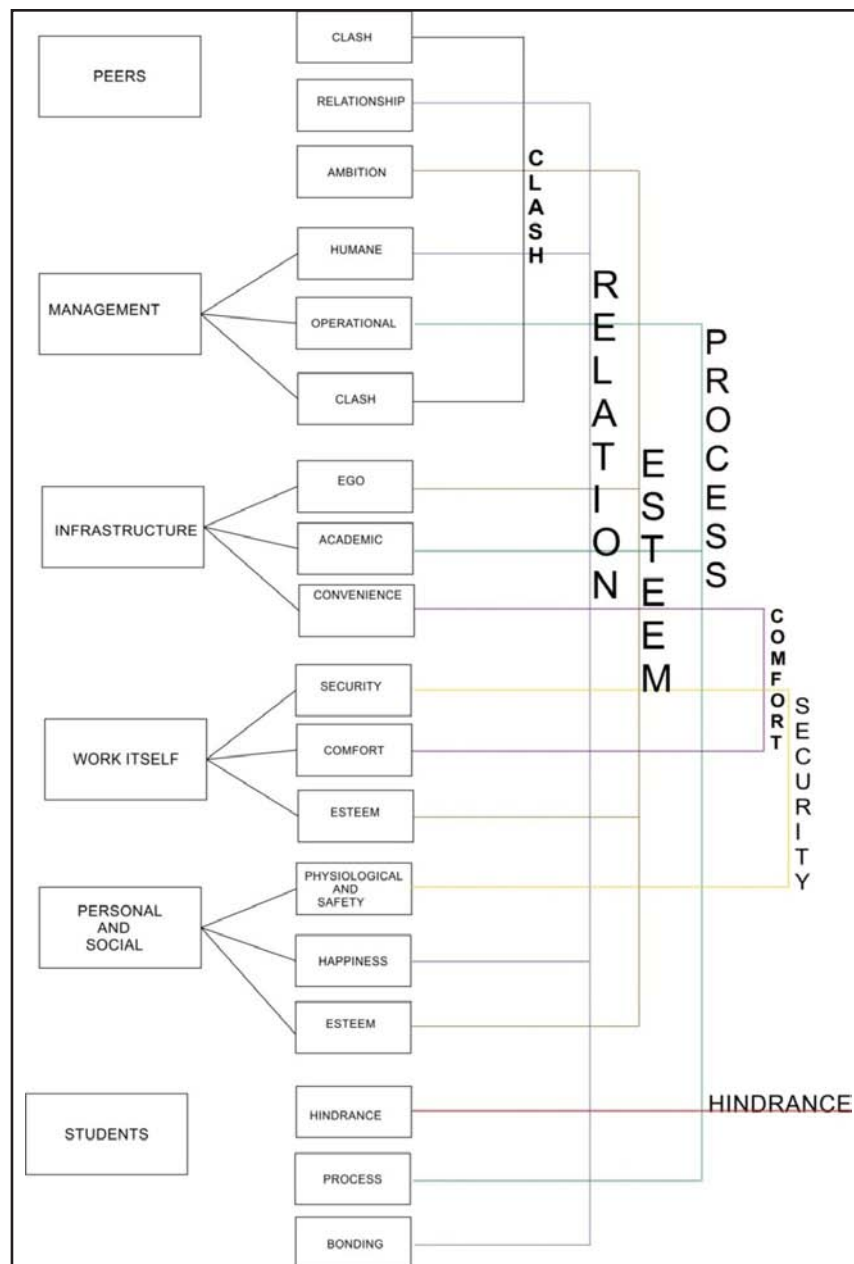 CLASH
PEERS
RELATIONSHIP
AMBITION
CLASH
HUMANE
MANAGEMENT
OPERATIONAL
CLASH
RELATION
PROCESS
EGO
ESTEEM
INFRASTRUCTURE
ACADEMIC
CONVENIENCE
COMFORT
SECURITY
SECURITY
WORK ITSELF
COMFORT
ESTEEM
PHYSIOLOGICAL
AND
SAFETY
PERSONAL
AND
SOCIAL
HAPPINESS
ESTEEM
HINDRANCE
HINDRANCE
STUDENTS
PROCESS
BONDING